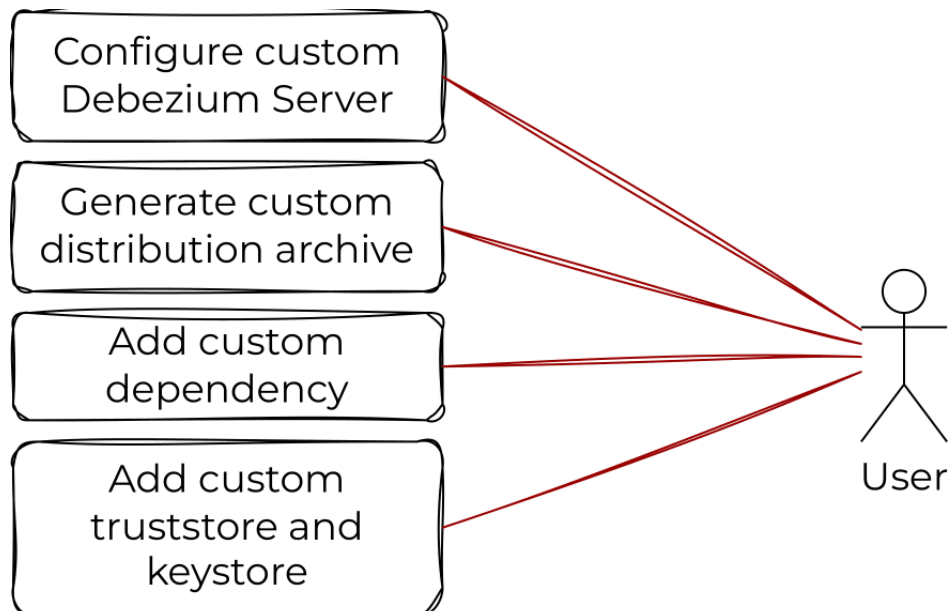 Configure custom
Debezium Server
Generate custom
distribution archive
Add custom
dependency
Add custom
truststore and
keystore
User